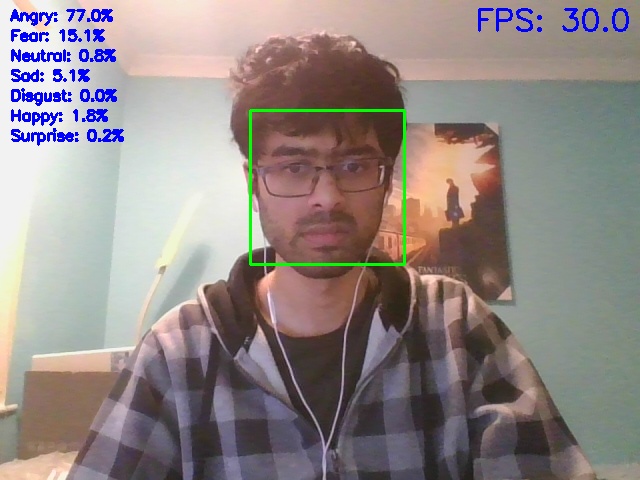 Angry: 77.0%
Fear: 15.1%
Neutral: 0.8%
Sad: 5.1%
Disgust: 0.0%
Happy: 1.8%
Surprise: 0.2%
FPS: 30.0
FANTASTIC